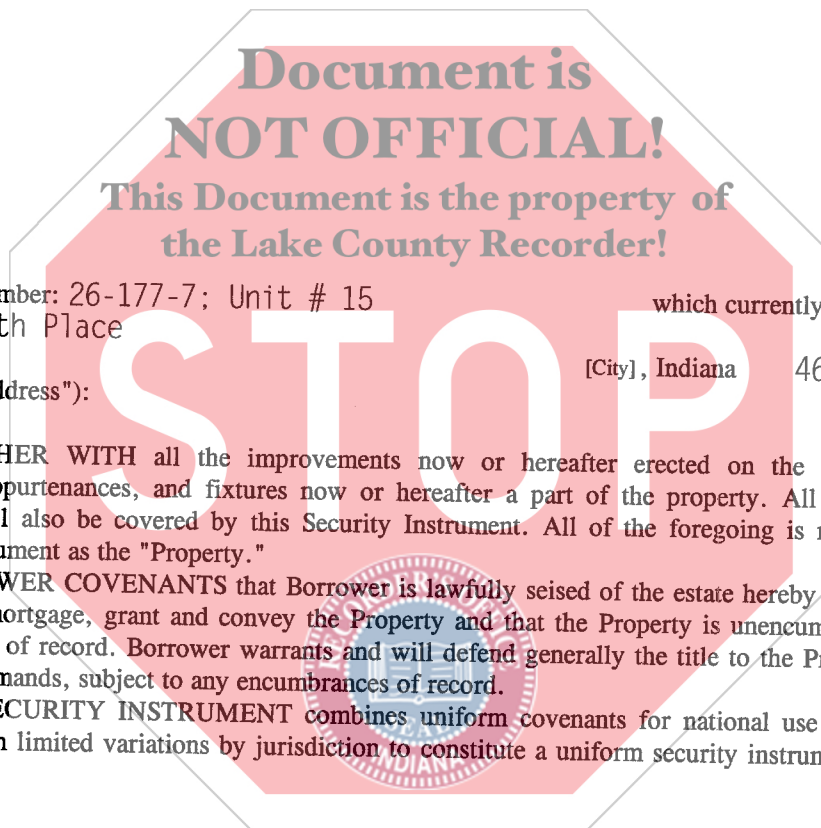 Document is
NOT OFFICIAL!
This Document is the property of
the Lake County Recorder!
mber: 26-177-7; Unit # 15 which currently
th Place
[City], Indiana 46
ddress"):
STOP
HER WITH all the improvements now or hereafter erected on the
ppurtenances, and fixtures now or hereafter a part of the property. All
l also be covered by this Security Instrument. All of the foregoing is r
ument as the "Property."
WER COVENANTS that Borrower is lawfully seised of the estate hereby
nortgage, grant and convey the Property and that the Property is unencum
of record. Borrower warrants and will defend generally the title to the Pr
mands, subject to any encumbrances of record.
ECURITY INSTRUMENT combines uniform covenants for national use
n limited variations by jurisdiction to constitute a uniform security instrun
SEAL
INDIANA